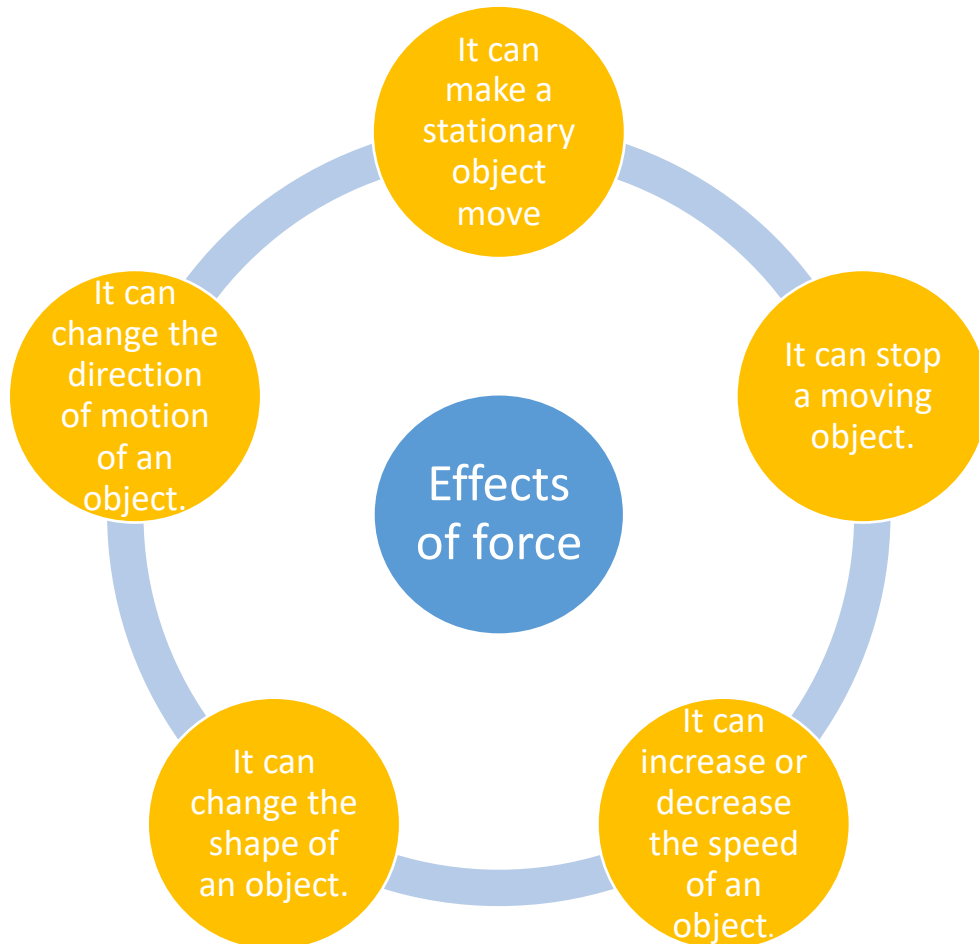 It can
make a
stationary
object
move
It can stop
a moving
object.
It can
increase or
decrease
the speed
of an
object.
It can
change the
shape of
an object.
It can
change the
direction
of motion
of an
object.
Effects
of force